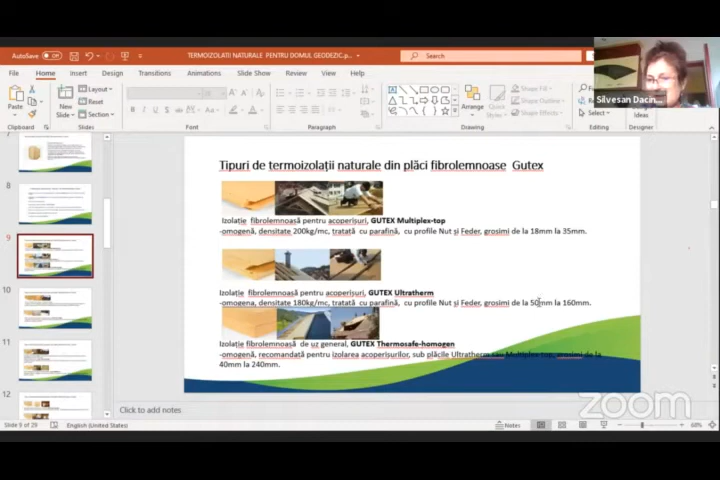 AutoSave
Off
TERMOIZOLATII NATURALE PENTRU DOMUL GEODEZIC.p...
Search
File Home Insert Design Transitions Animations Slide Show Review View
Silvesan Dacin...
Paste
New Slide
Layout
Reset
Section
Arrange
Quick
Shape Fill
Shape Outline
Shape Effects
Select
Ideas
Clipboard
Slides
Font
Paragraph
Drawing
Editing
7
8
9
10
11
12
Tipuri de termoizolații naturale din plăci fibrolemnoase Gutex
Izolație fibrolemnoasă pentru acoperișuri, GUTEX Multiplex-top
-omogenă, densitate 200kg/mc, tratată cu parafină, cu profile Nut și Feder, grosimi de la 18mm la 35mm.
Izolație fibrolemnoasă pentru acoperișuri, GUTEX Ultratherm
-omogena, densitate 180kg/mc, tratată cu parafină, cu profile Nut și Feder, grosimi de la 50mm la 160mm.
Izolație fibrolemnoasă de uz general, GUTEX Thermosafe-homogen
-omogenă, recomandată pentru izolarea acoperișurilor, sub plăcile Ultratherm sau Multiplex top, grosimi de la
40mm la 240mm.
Click to add notes
zoom
Slide 9 of 29
English (United States)
Notes
68%